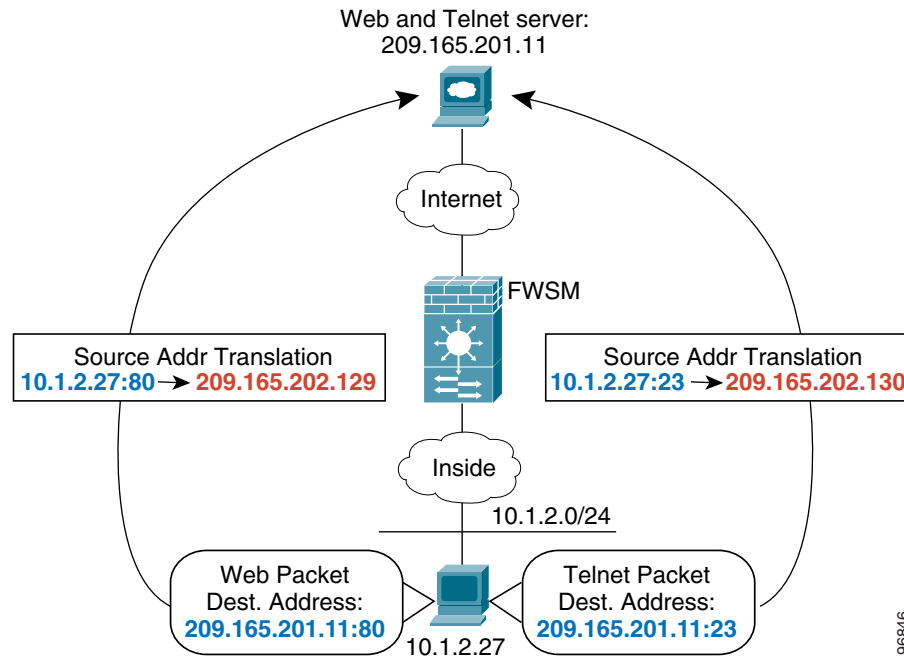 Web and Telnet server:
209.165.201.11
Internet
FWSM
Source Addr Translation
10.1.2.27:80 → 209.165.202.129
Source Addr Translation
10.1.2.27:23 → 209.165.202.130
Inside
10.1.2.0/24
Web Packet
Dest. Address:
209.165.201.11:80
Telnet Packet
Dest. Address:
209.165.201.11:23
10.1.2.27
96846